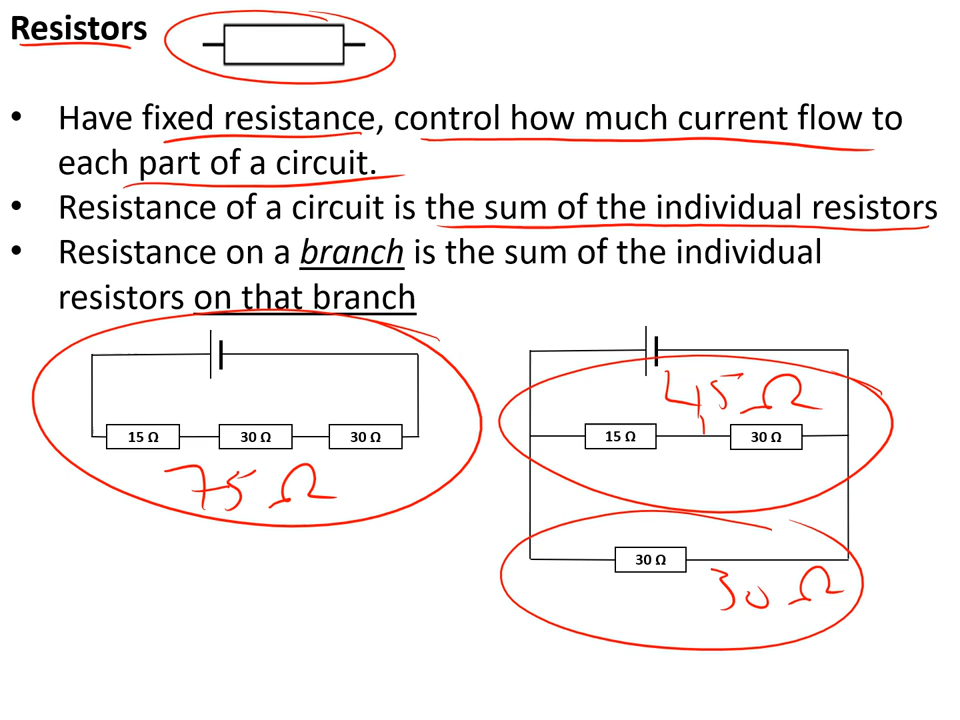 Resistors
• Have fixed resistance, control how much current flow to
each part of a circuit.
• Resistance of a circuit is the sum of the individual resistors
• Resistance on a branch is the sum of the individual
resistors on that branch
15 Ω 30 Ω 30 Ω
75 Ω
45 Ω
15 Ω 30 Ω
30 Ω
30 Ω